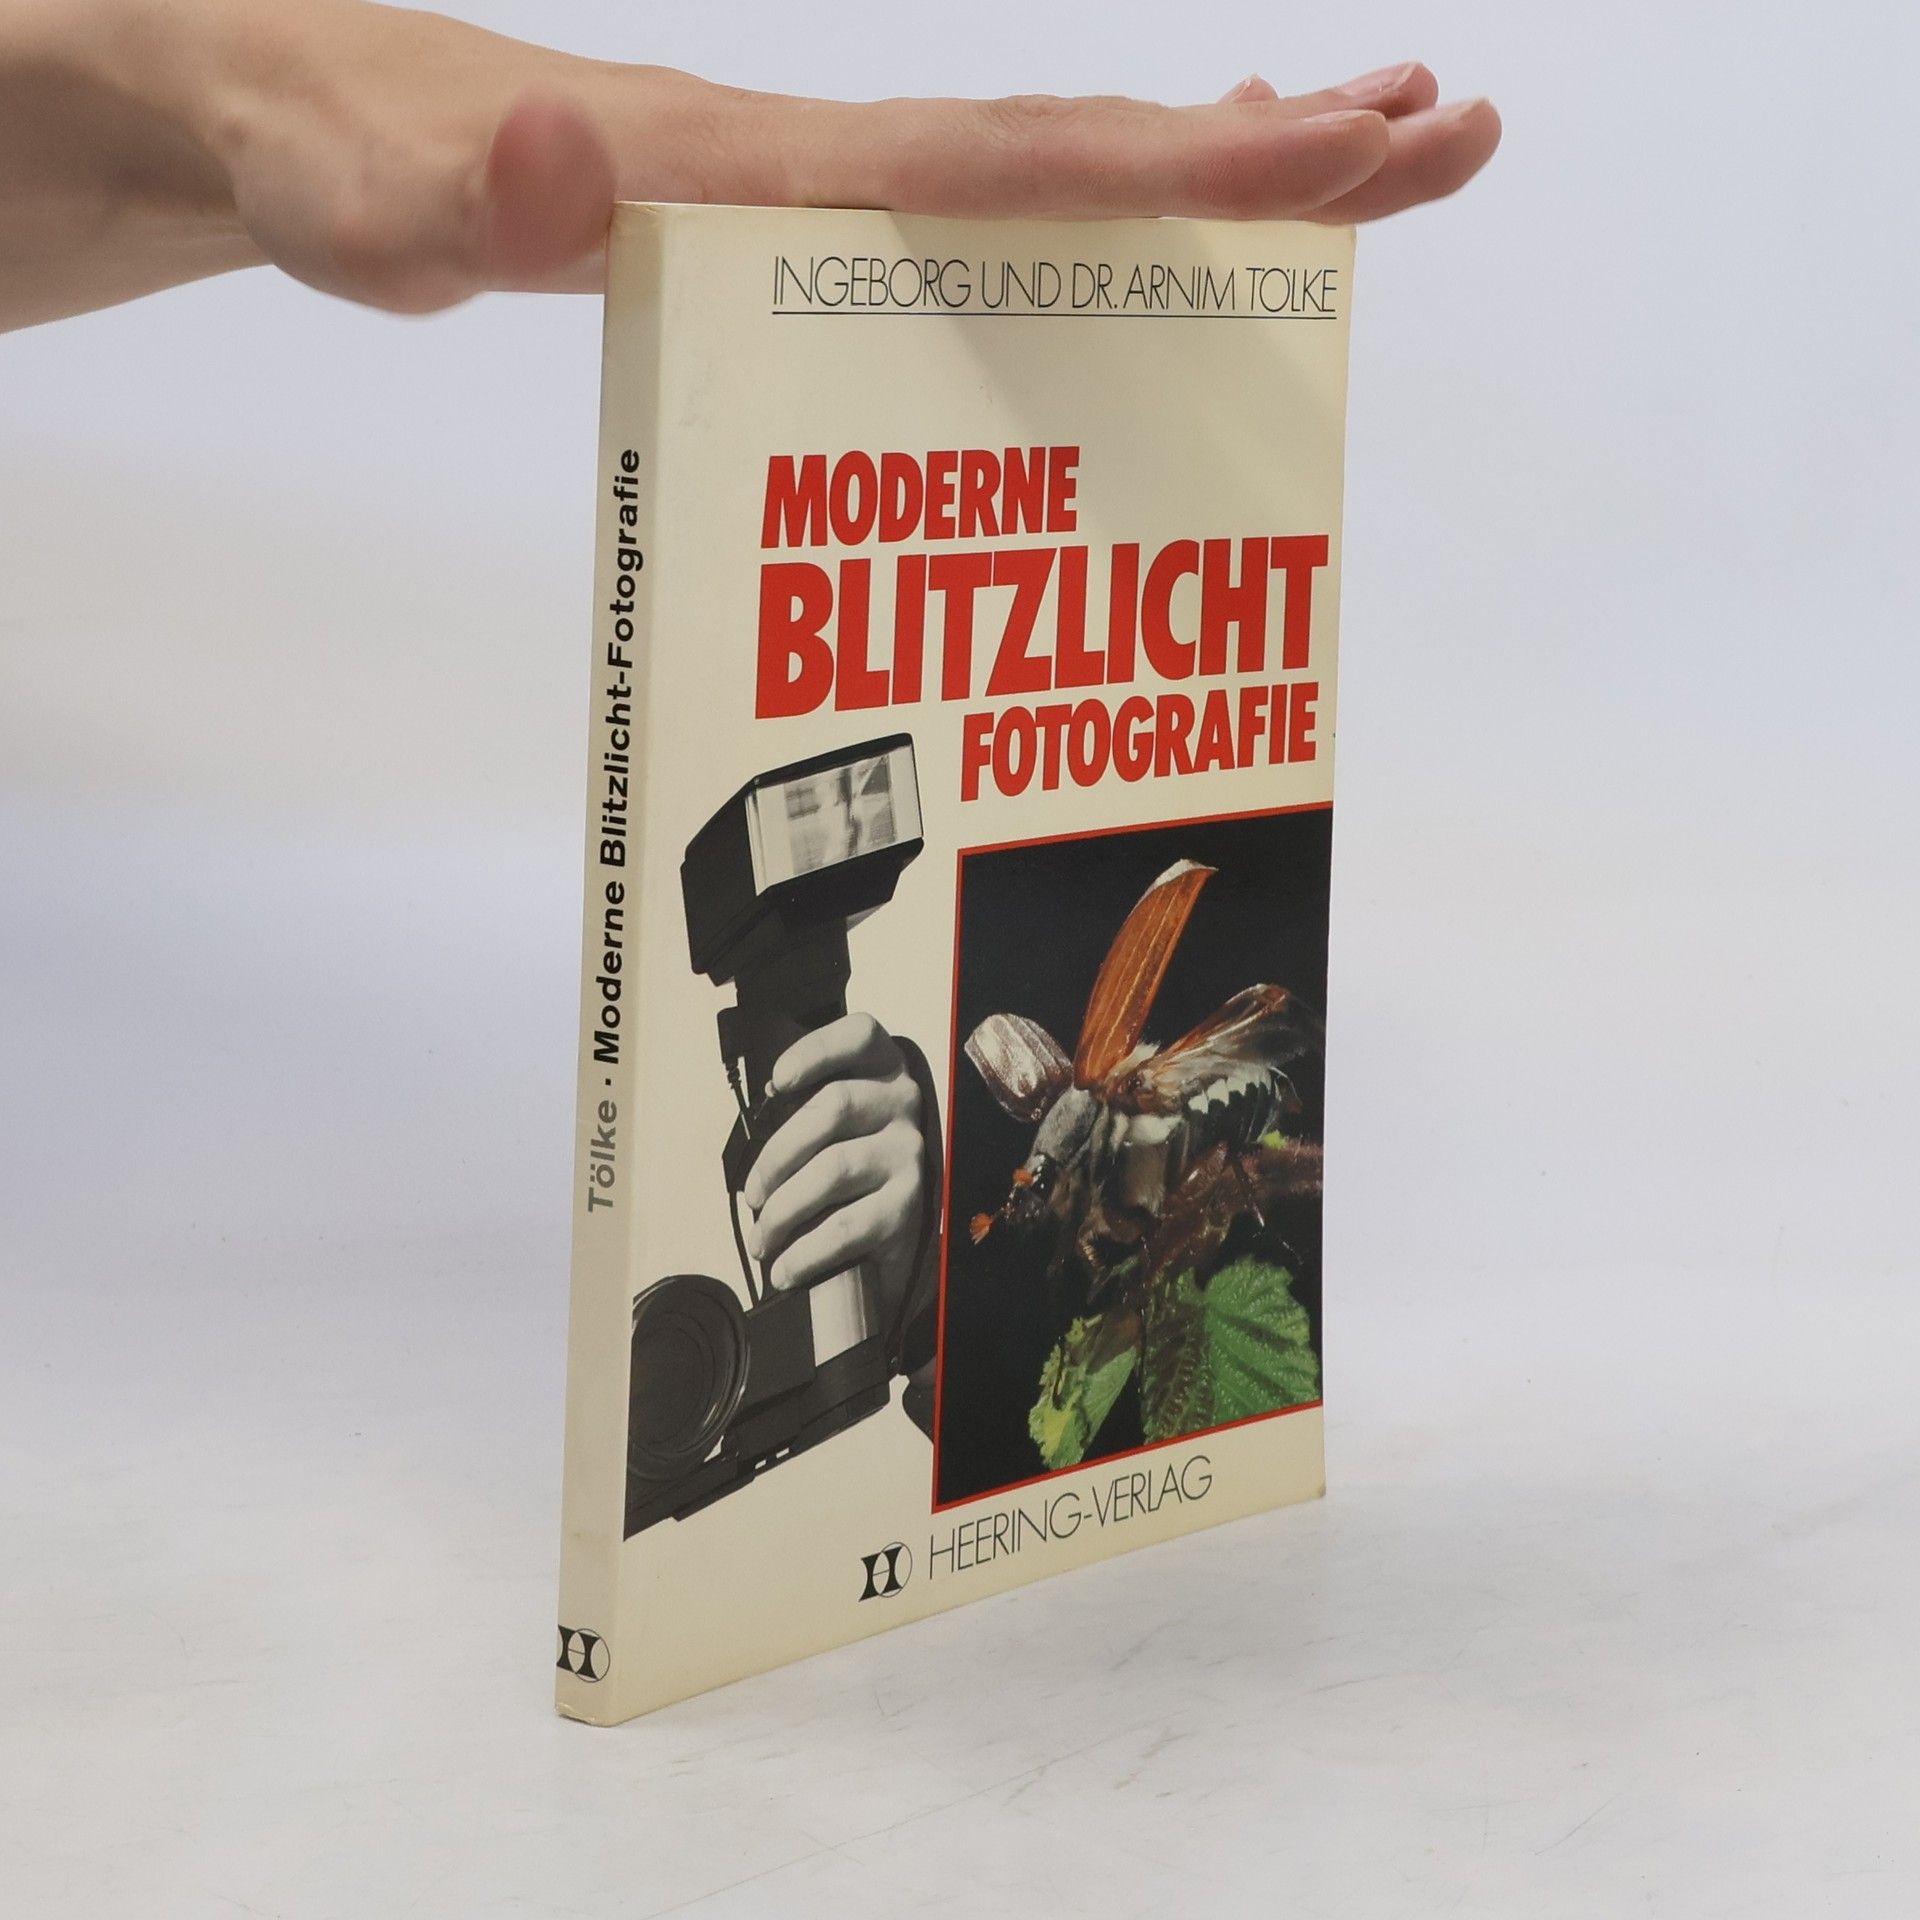 INGEBORG UND DR. ARNIM TÖLKE
MODERNE
BLITZLICHT
FOTOGRAFIE
H HEERING-VERLAG
Tölke · Moderne Blitzlicht-Fotografie
H